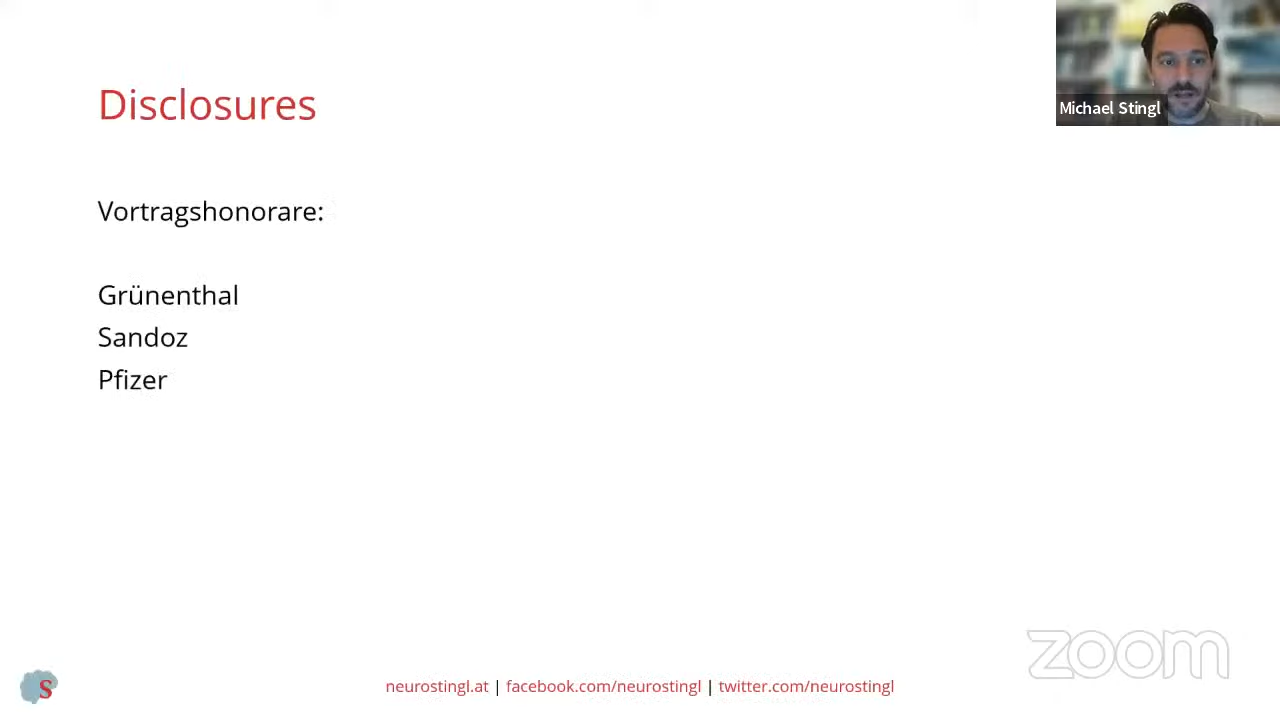 Disclosures
Michael Stingl
Vortragshonorare:
Grünenthal
Sandoz
Pfizer
zoom
S
neurostingl.at | facebook.com/neurostingl | twitter.com/neurostingl